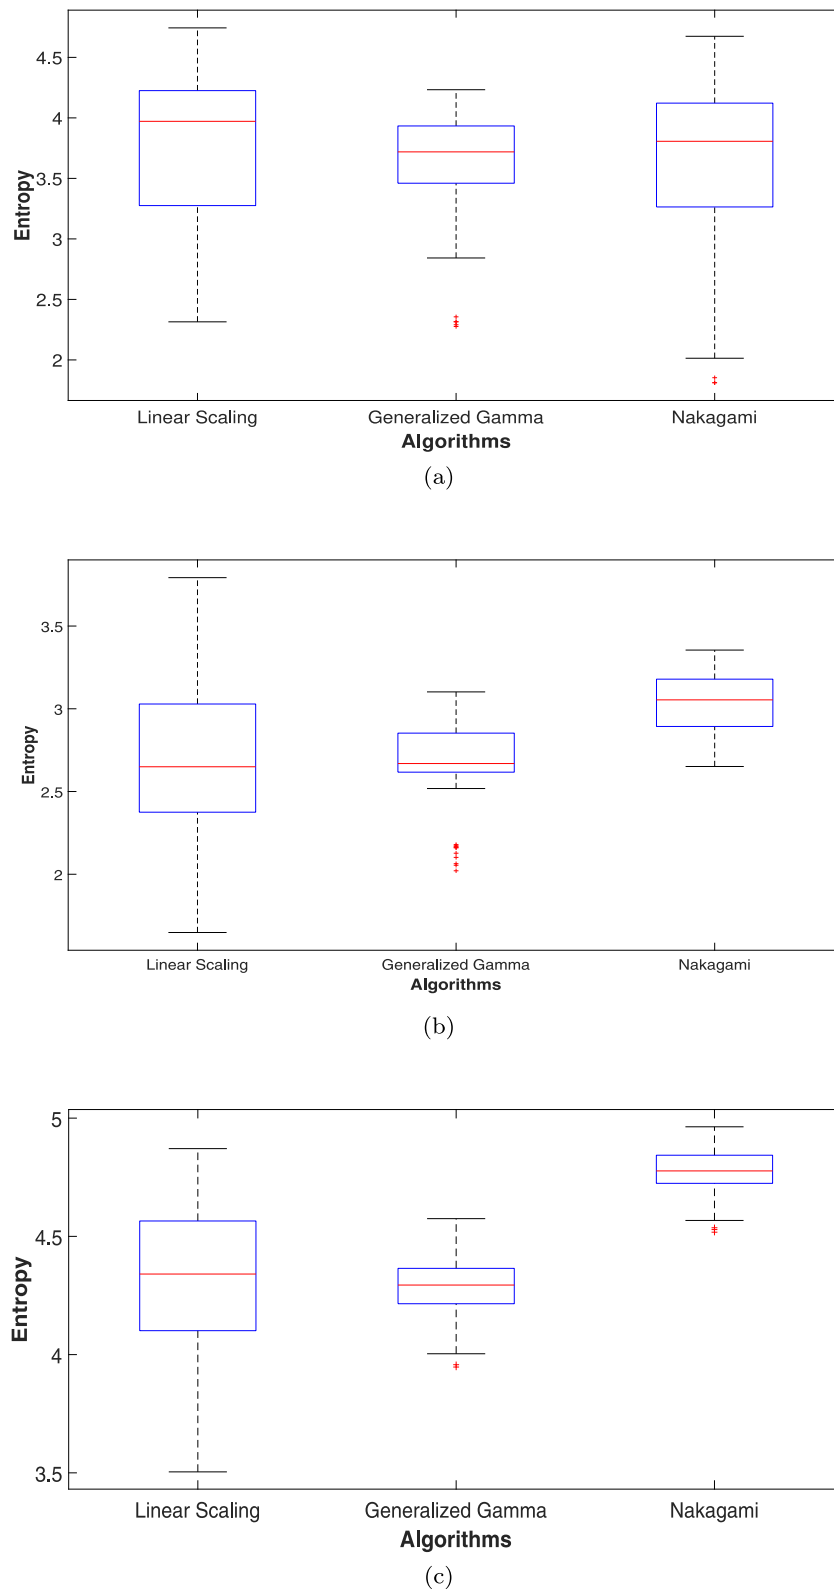 4.5
4
3.5
3
2.5
2
Entropy
Linear Scaling Generalized Gamma Nakagami
Algorithms
(a)
3.5
3
2.5
2
Entropy
Linear Scaling Generalized Gamma Nakagami
Algorithms
(b)
5
4.5
4
3.5
Entropy
Linear Scaling Generalized Gamma Nakagami
Algorithms
(c)